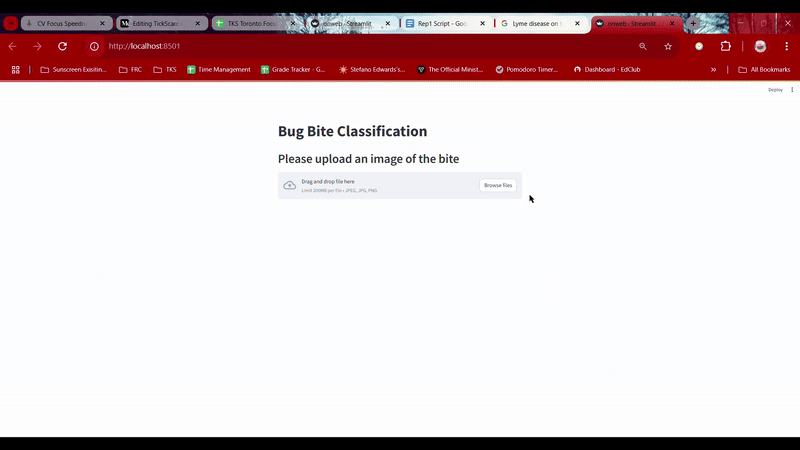 CV Focus Speedr
Editing TickScan
TKS Toronto Focu
onweb - Streamlit
Rep1 Script - Goo
Lyme disease on
onweb - Streamlit
http://localhost:8501
Sunscreen Exisitin...
FRC
TKS
Time Management
Grade Tracker - G...
Stefano Edwards's...
The Official Minist...
Pomodoro Timer...
Dashboard - EdClub
All Bookmarks
Deploy
Bug Bite Classification
Please upload an image of the bite
Drag and drop file here
Limit 200MB per file • JPEG, JPG, PNG
Browse files